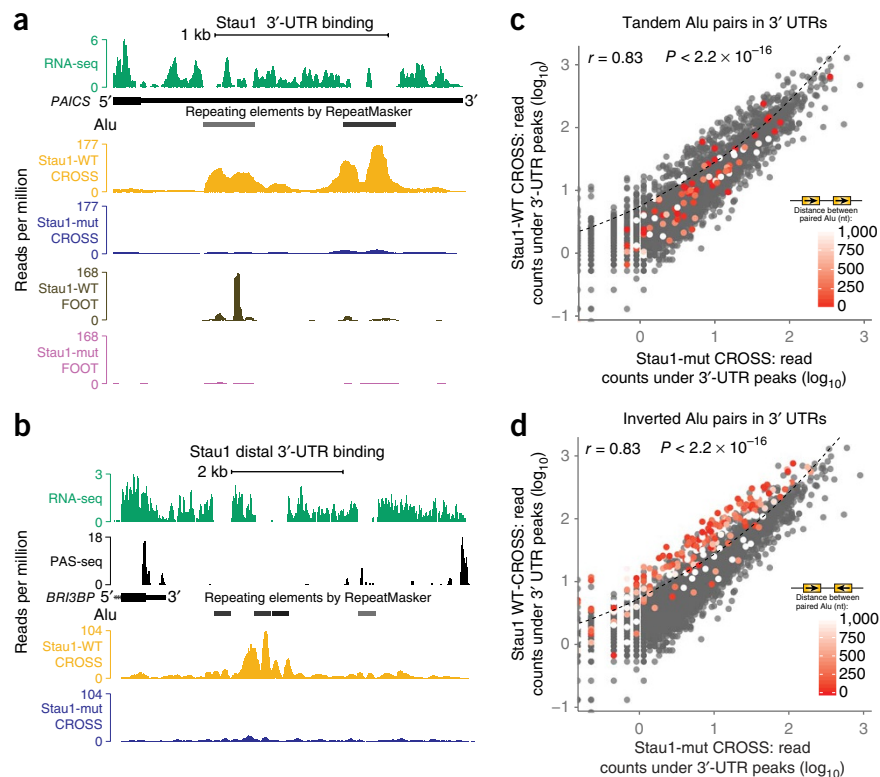 a
Stau1 3′-UTR binding
1 kb
6
RNA-seq
0
PAICS 5′ 3′
Repeating elements by RepeatMasker
Alu
177
Stau1-WT
CROSS
0
177
Stau1-mut
CROSS
0
168
Stau1-WT
FOOT
0
168
Stau1-mut
FOOT
0
Reads per million
b
Stau1 distal 3′-UTR binding
2 kb
3
RNA-seq
0
18
PAS-seq
0
BRI3BP 5′ 3′
Repeating elements by RepeatMasker
Alu
104
Stau1-WT
CROSS
0
104
Stau1-mut
CROSS
0
Reads per million
c
Tandem Alu pairs in 3′ UTRs
r = 0.83 P < 2.2 × 10−16
Stau1-WT CROSS: read
counts under 3′-UTR peaks (log10)
3
2
1
0
−1
Distance between
paired Alu (nt):
1,000
750
500
250
0
0 1 2 3
Stau1-mut CROSS: read
counts under 3′-UTR peaks (log10)
d
Inverted Alu pairs in 3′ UTRs
r = 0.83 P < 2.2 × 10−16
Stau1 WT-CROSS: read
counts under 3′ UTR peaks (log10)
3
2
1
0
−1
Distance between
paired Alu (nt):
1,000
750
500
250
0
0 1 2 3
Stau1-mut CROSS: read
counts under 3′-UTR peaks (log10)